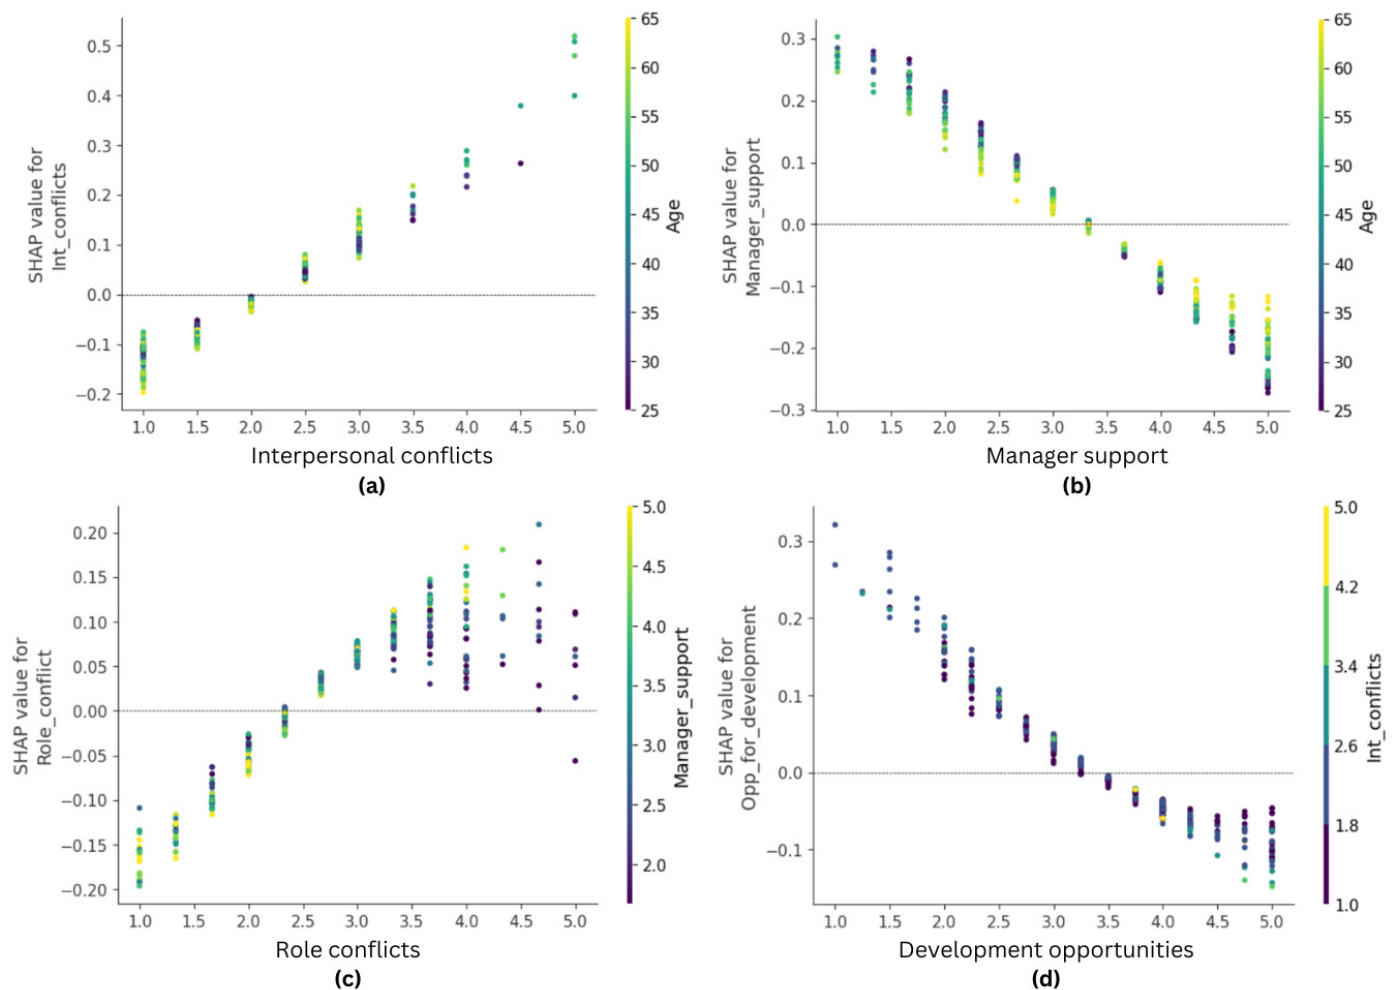 0.5
0.4
0.3
0.2
0.1
0.0
−0.1
−0.2
SHAP value for
Int_conflicts
1.0 1.5 2.0 2.5 3.0 3.5 4.0 4.5 5.0
Interpersonal conflicts
(a)
65
60
55
50
45
40
35
30
25
Age
0.3
0.2
0.1
0.0
−0.1
−0.2
−0.3
SHAP value for
Manager_support
1.0 1.5 2.0 2.5 3.0 3.5 4.0 4.5 5.0
Manager support
(b)
65
60
55
50
45
40
35
30
25
Age
0.20
0.15
0.10
0.05
0.00
−0.05
−0.10
−0.15
−0.20
SHAP value for
Role_conflict
1.0 1.5 2.0 2.5 3.0 3.5 4.0 4.5 5.0
Role conflicts
(c)
5.0
4.5
4.0
3.5
3.0
2.5
2.0
Manager_support
0.3
0.2
0.1
0.0
−0.1
SHAP value for
Opp_for_development
1.0 1.5 2.0 2.5 3.0 3.5 4.0 4.5 5.0
Development opportunities
(d)
5.0
4.2
3.4
2.6
1.8
1.0
Int_conflicts